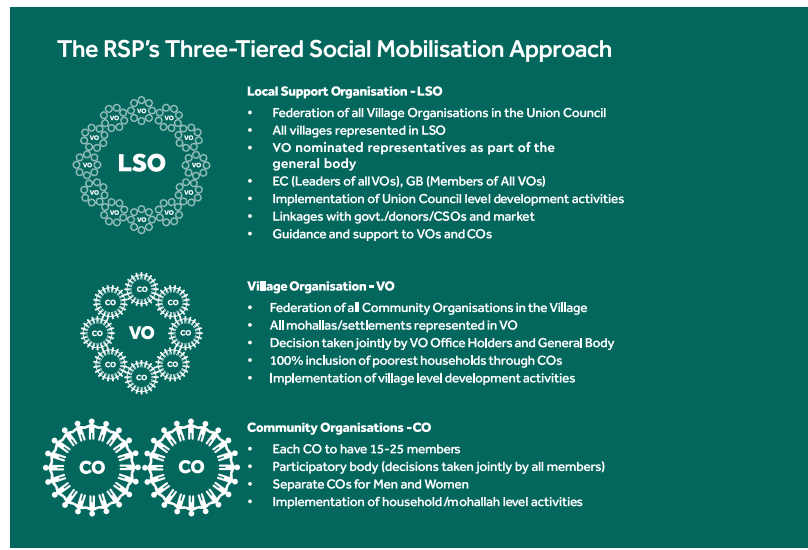 The RSP's Three-Tiered Social Mobilisation Approach
Local Support Organisation - LSO
• Federation of all Village Organisations in the Union Council
• All villages represented in LSO
• VO nominated representatives as part of the
general body
• EC (Leaders of all VOs), GB (Members of All VOs)
• Implementation of Union Council level development activities
• Linkages with govt./donors/CSOs and market
• Guidance and support to VOs and COs
VO
VO
VO
VO
VO
VO
LSO
VO
VO
VO
VO
VO
VO
Village Organisation - VO
• Federation of all Community Organisations in the Village
• All mohallas/settlements represented in VO
• Decision taken jointly by VO Office Holders and General Body
• 100% inclusion of poorest households through COs
• Implementation of village level development activities
CO
CO
CO
CO
VO
CO
CO
CO
CO
Community Organisations - CO
• Each CO to have 15-25 members
• Participatory body (decisions taken jointly by all members)
• Separate COs for Men and Women
• Implementation of household/mohallah level activities
CO
CO